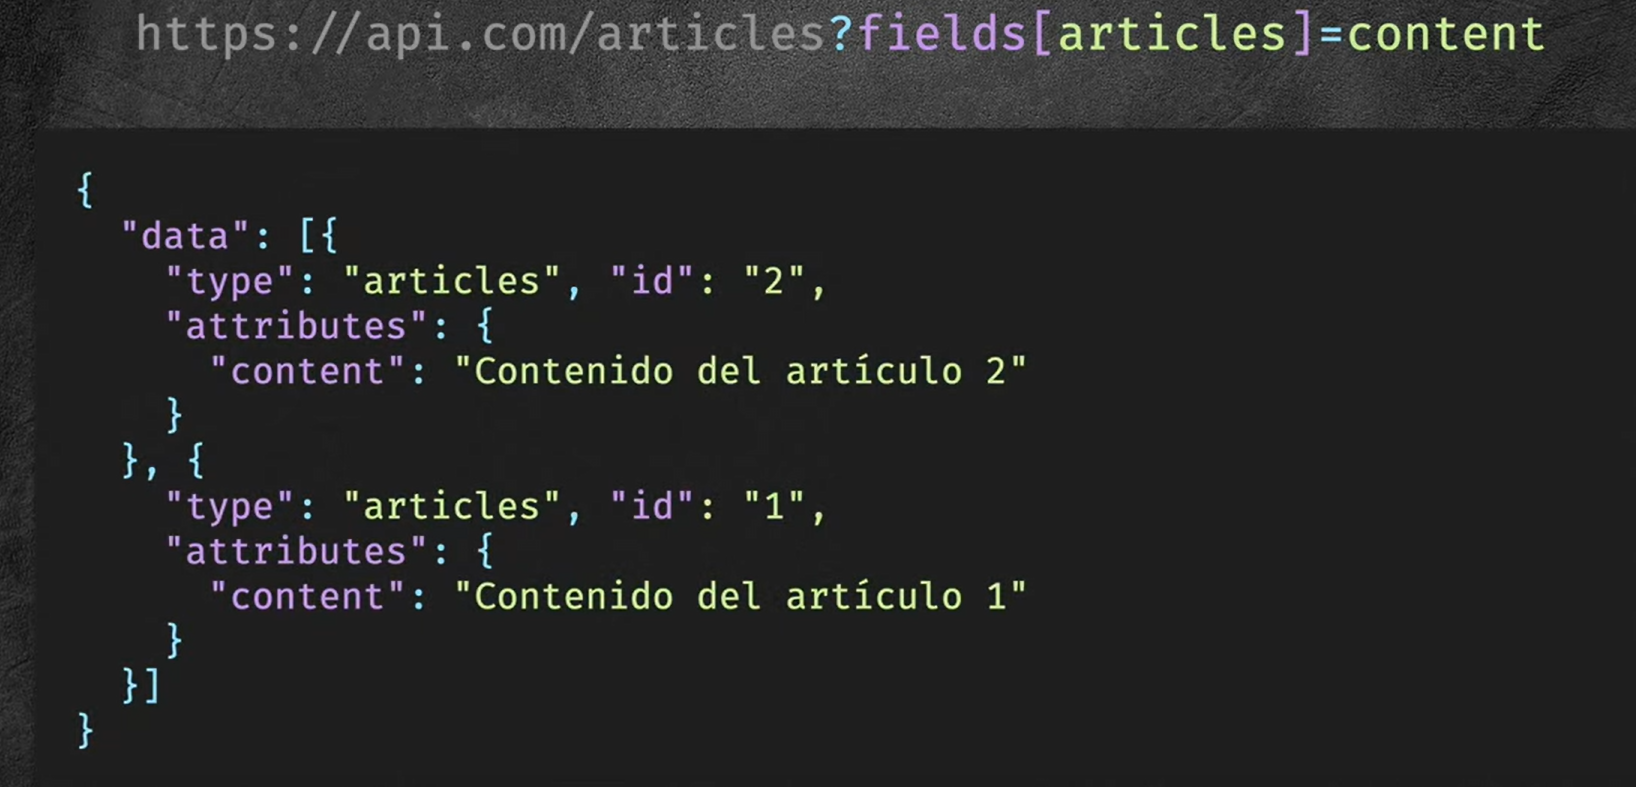 https://api.com/articles?fields[articles]=content
{
"data": [{
"type": "articles", "id": "2",
"attributes": {
"content": "Contenido del artículo 2"
}
}, {
"type": "articles", "id": "1",
"attributes": {
"content": "Contenido del artículo 1"
}
}]
}